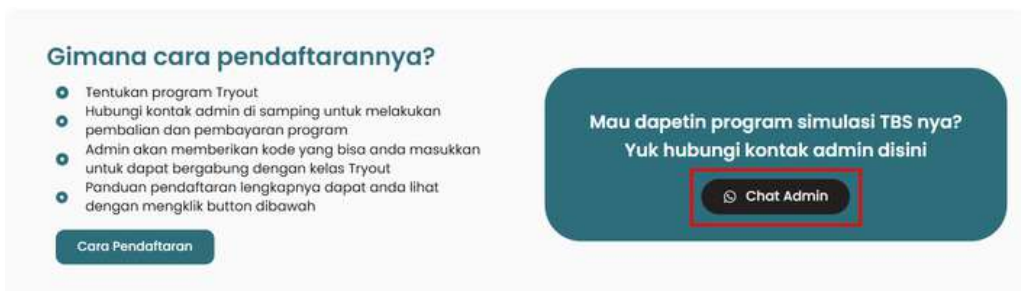 Gimana cara pendaftarannya?
Tentukan program Tryout
Hubungi kontak admin di samping untuk melakukan
pembalian dan pembayaran program
Admin akan memberikan kode yang bisa anda masukkan
untuk dapat bergabung dengan kelas Tryout
Panduan pendaftaran lengkapnya dapat anda lihat
dengan mengklik button dibawah
Cara Pendaftaran
Mau dapetin program simulasi TBS nya?
Yuk hubungi kontak admin disini
Chat Admin